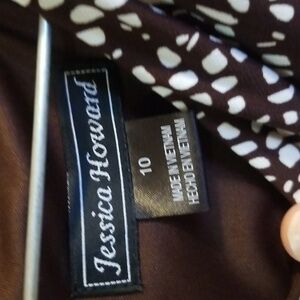 Jessica Howard
10
MADE IN VIETNAM
HECHO EN VIETNAM